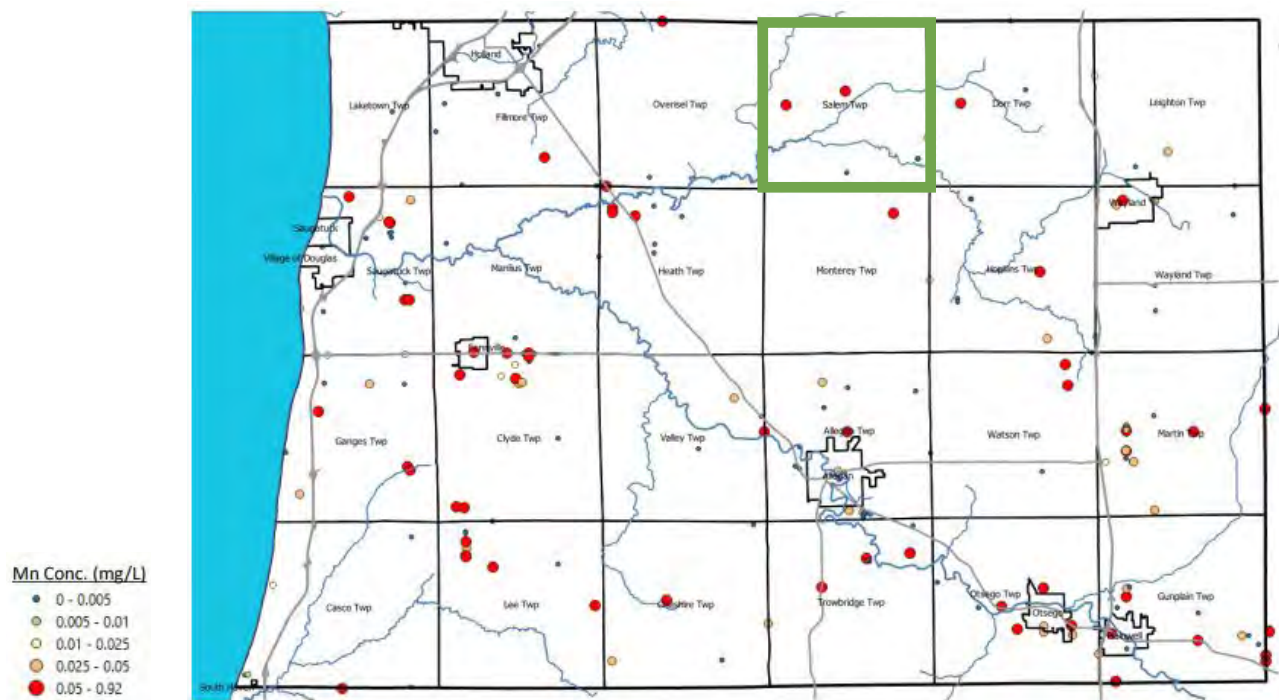 Holland
Laketown Twp
Fillmore Twp
Overisel Twp
Salem Twp
Dorr Twp
Leighton Twp
Saugatuck
Village of Douglas
Saugatuck Twp
Manlius Twp
Heath Twp
Monterey Twp
Hopkins Twp
Wayland
Wayland Twp
Fennville
Ganges Twp
Clyde Twp
Valley Twp
Allegan Twp
Watson Twp
Martin Twp
Allegan
Casco Twp
Lee Twp
Cheshire Twp
Trowbridge Twp
Otsego Twp
Otsego
Gunplain Twp
Plainwell
South Haven
Mn Conc. (mg/L)
0 - 0.005
0.005 - 0.01
0.01 - 0.025
0.025 - 0.05
0.05 - 0.92